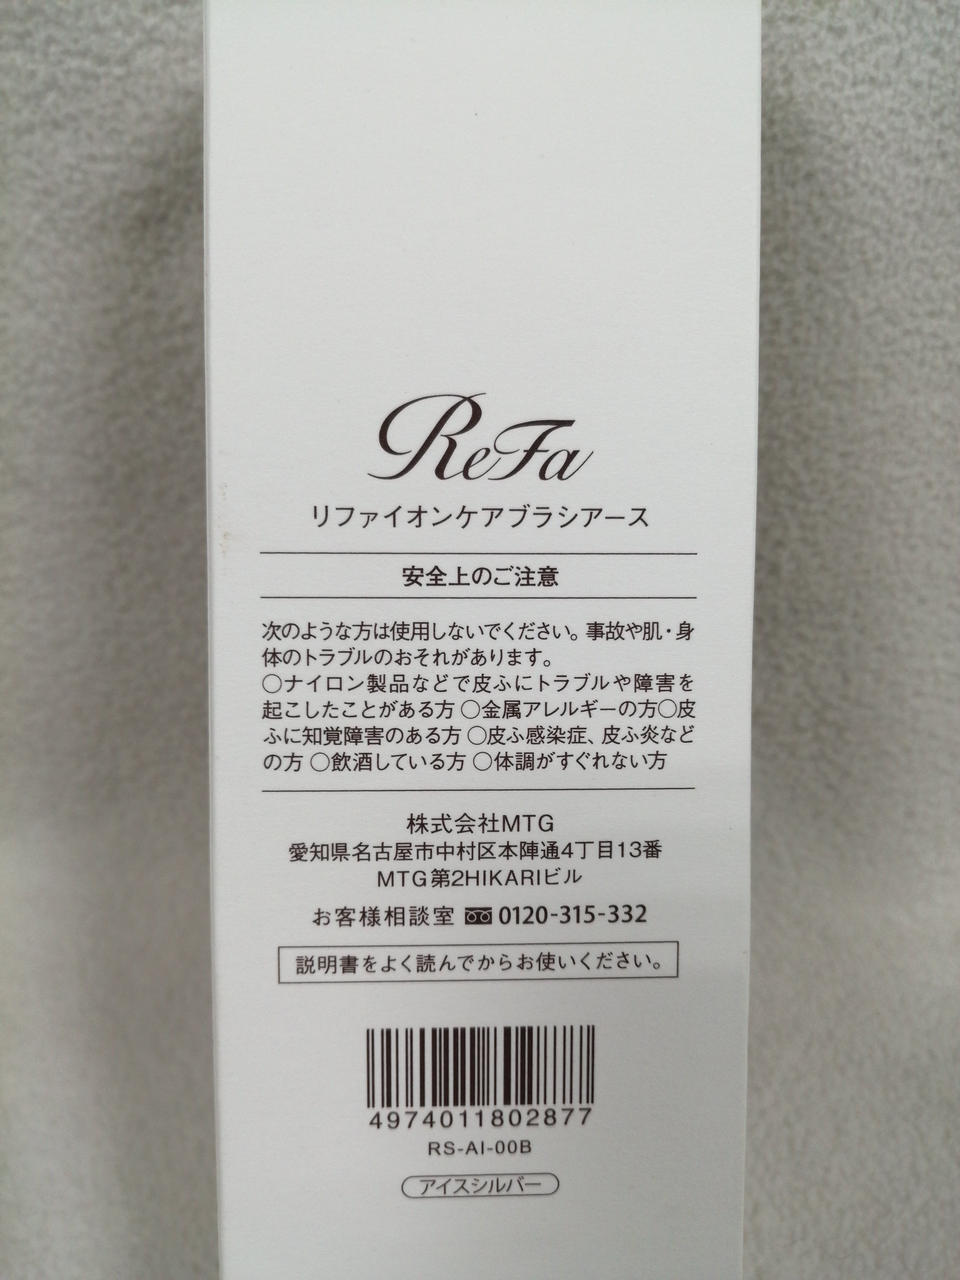 ReFa
リファイオンケアブラシアース
安全上のご注意
次のような方は使用しないでください。事故や肌・身
体のトラブルのおそれがあります。
○ナイロン製品などで皮ふにトラブルや障害を
起こしたことがある方 ○金属アレルギーの方○皮
ふに知覚障害のある方 ○皮ふ感染症、皮ふ炎など
の方 ○飲酒している方 ○体調がすぐれない方
株式会社MTG
愛知県名古屋市中村区本陣通4丁目13番
MTG第2HIKARIビル
お客様相談室 0120-315-332
説明書をよく読んでからお使いください。
4974011802877
RS-AI-00B
アイスシルバー